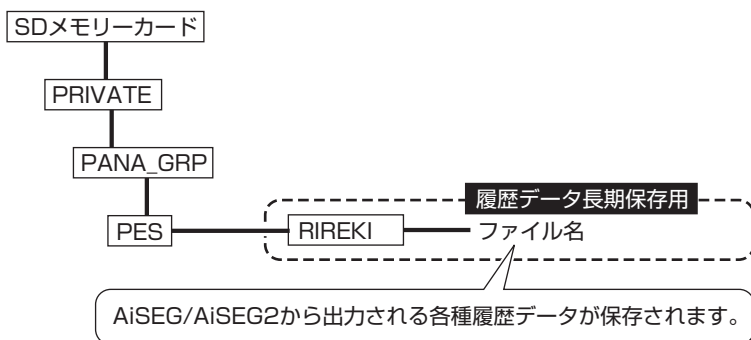 SDメモリーカード
PRIVATE
PANA_GRP
履歴データ長期保存用
PES
RIREKI
ファイル名
AiSEG/AiSEG2から出力される各種履歴データが保存されます。